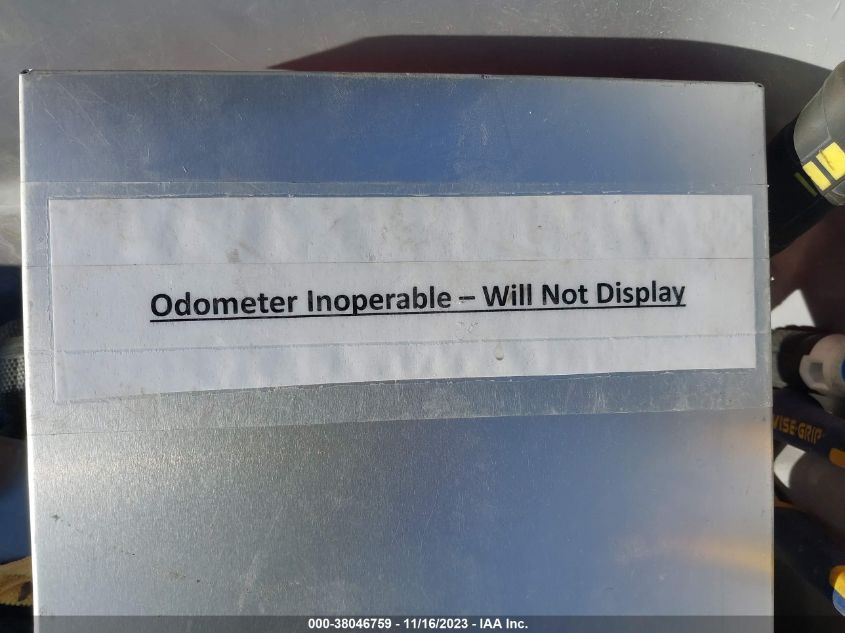 Odometer Inoperable – Will Not Display
VISE-GRIP
000-38046759 - 11/16/2023 - IAA Inc.